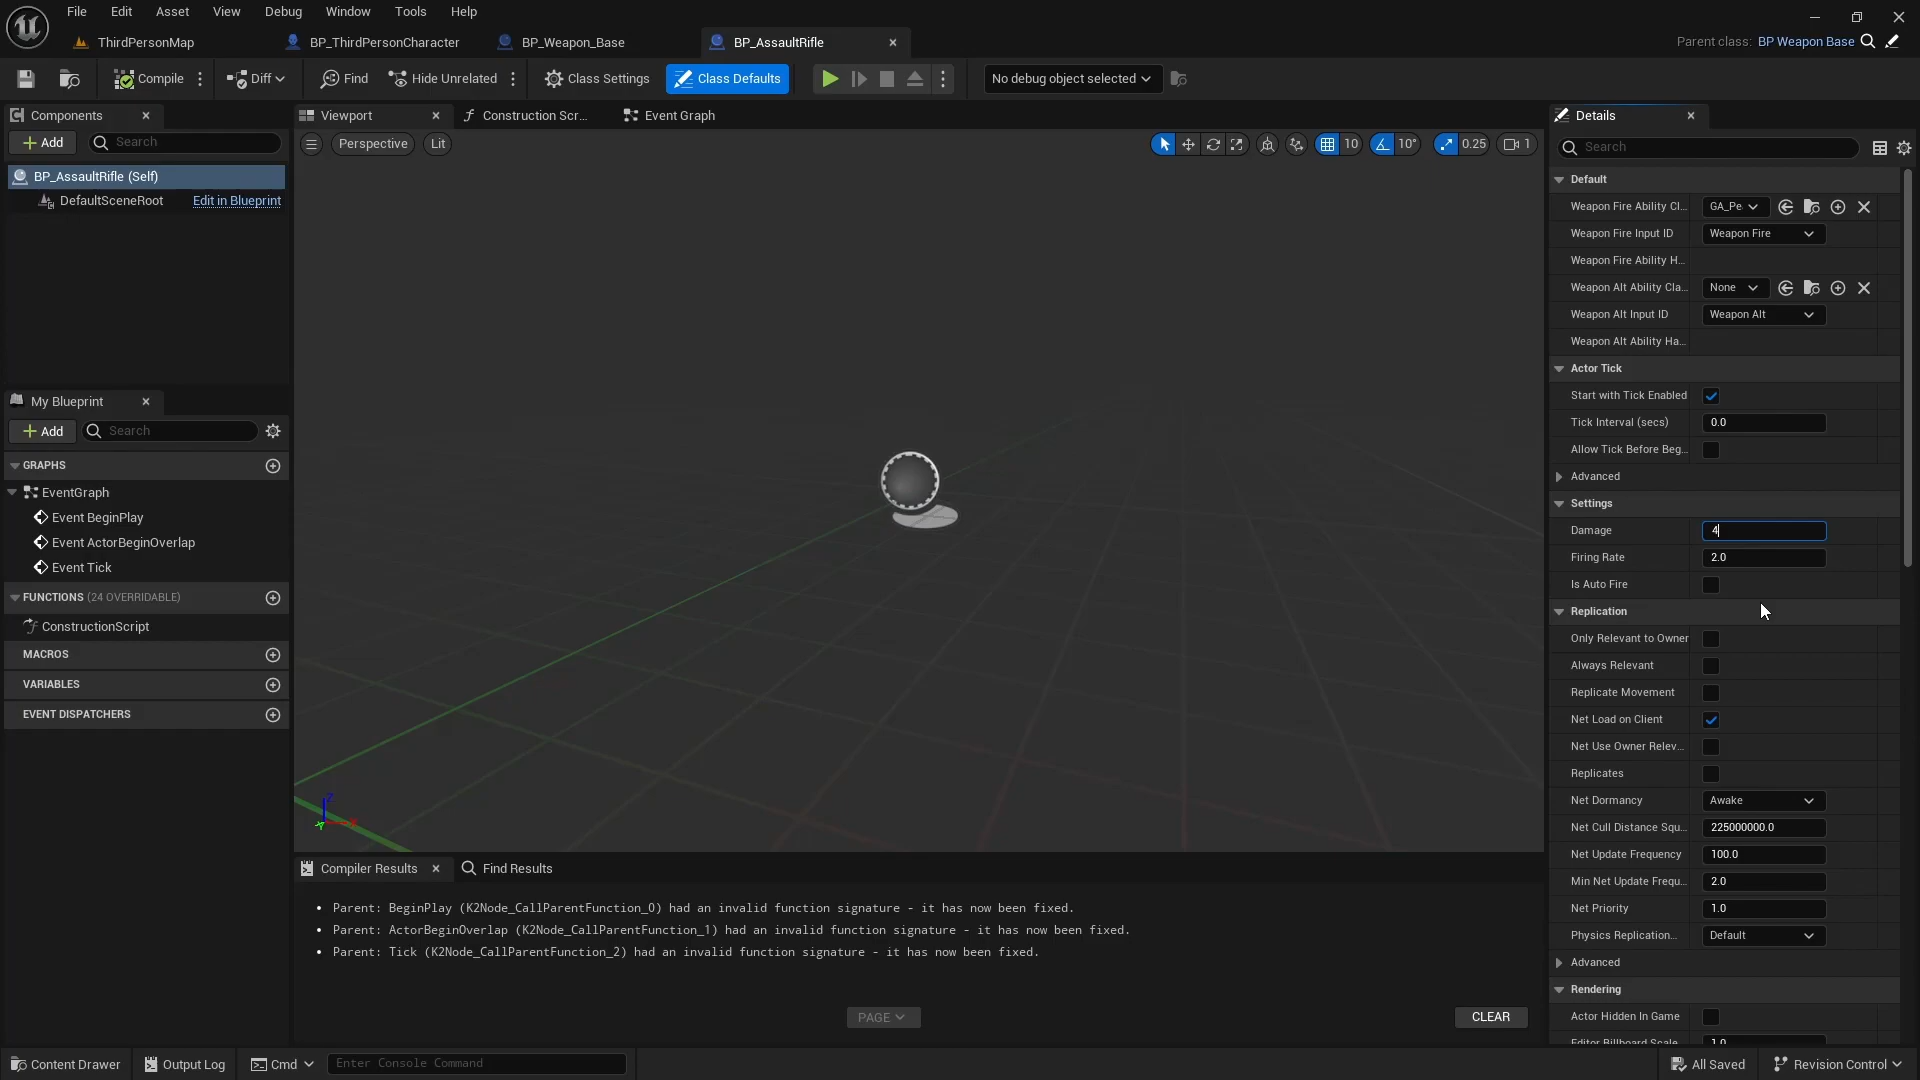 File Edit Asset View Debug Window Tools Help
ThirdPersonMap BP_ThirdPersonCharacter BP_Weapon_Base BP_AssaultRifle
Parent class: BP Weapon Base
Compile Diff Find Hide Unrelated Class Settings Class Defaults No debug object selected
Components
Add Search
BP_AssaultRifle (Self)
DefaultSceneRoot Edit in Blueprint
My Blueprint
Add Search
GRAPHS
EventGraph
Event BeginPlay
Event ActorBeginOverlap
Event Tick
FUNCTIONS (24 OVERRIDABLE)
ConstructionScript
MACROS
VARIABLES
EVENT DISPATCHERS
Viewport Construction Scr... Event Graph
Perspective Lit 10 10° 0.25 1
Z
Y
X
Compiler Results Find Results
• Parent: BeginPlay (K2Node_CallParentFunction_0) had an invalid function signature - it has now been fixed.
• Parent: ActorBeginOverlap (K2Node_CallParentFunction_1) had an invalid function signature - it has now been fixed.
• Parent: Tick (K2Node_CallParentFunction_2) had an invalid function signature - it has now been fixed.
PAGE CLEAR
Details
Search
Default
Weapon Fire Ability Cl... GA_Pe
Weapon Fire Input ID Weapon Fire
Weapon Fire Ability H...
Weapon Alt Ability Cla... None
Weapon Alt Input ID Weapon Alt
Weapon Alt Ability Ha...
Actor Tick
Start with Tick Enabled
Tick Interval (secs) 0.0
Allow Tick Before Beg...
Advanced
Settings
Damage 4
Firing Rate 2.0
Is Auto Fire
Replication
Only Relevant to Owner
Always Relevant
Replicate Movement
Net Load on Client
Net Use Owner Relev...
Replicates
Net Dormancy Awake
Net Cull Distance Squ... 225000000.0
Net Update Frequency 100.0
Min Net Update Frequ... 2.0
Net Priority 1.0
Physics Replication... Default
Advanced
Rendering
Actor Hidden In Game
Editor Billboard Scale 1.0
Content Drawer Output Log Cmd Enter Console Command All Saved Revision Control